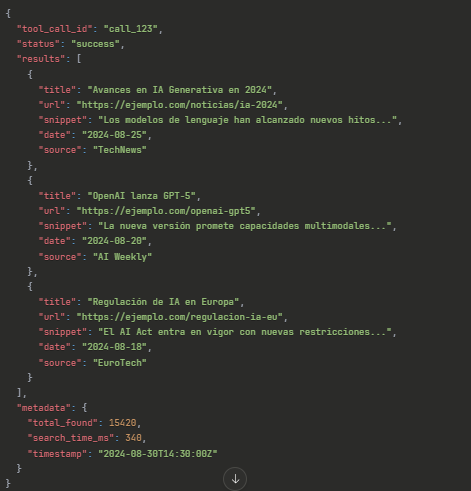 {
  "tool_call_id": "call_123",
  "status": "success",
  "results": [
    {
      "title": "Avances en IA Generativa en 2024",
      "url": "https://ejemplo.com/noticias/ia-2024",
      "snippet": "Los modelos de lenguaje han alcanzado nuevos hitos...",
      "date": "2024-08-25",
      "source": "TechNews"
    },
    {
      "title": "OpenAI lanza GPT-5",
      "url": "https://ejemplo.com/openai-gpt5",
      "snippet": "La nueva versión promete capacidades multimodales...",
      "date": "2024-08-20",
      "source": "AI Weekly"
    },
    {
      "title": "Regulación de IA en Europa",
      "url": "https://ejemplo.com/regulacion-ia-eu",
      "snippet": "El AI Act entra en vigor con nuevas restricciones...",
      "date": "2024-08-18",
      "source": "EuroTech"
    }
  ],
  "metadata": {
    "total_found": 15420,
    "search_time_ms": 340,
    "timestamp": "2024-08-30T14:30:00Z"
  }
}